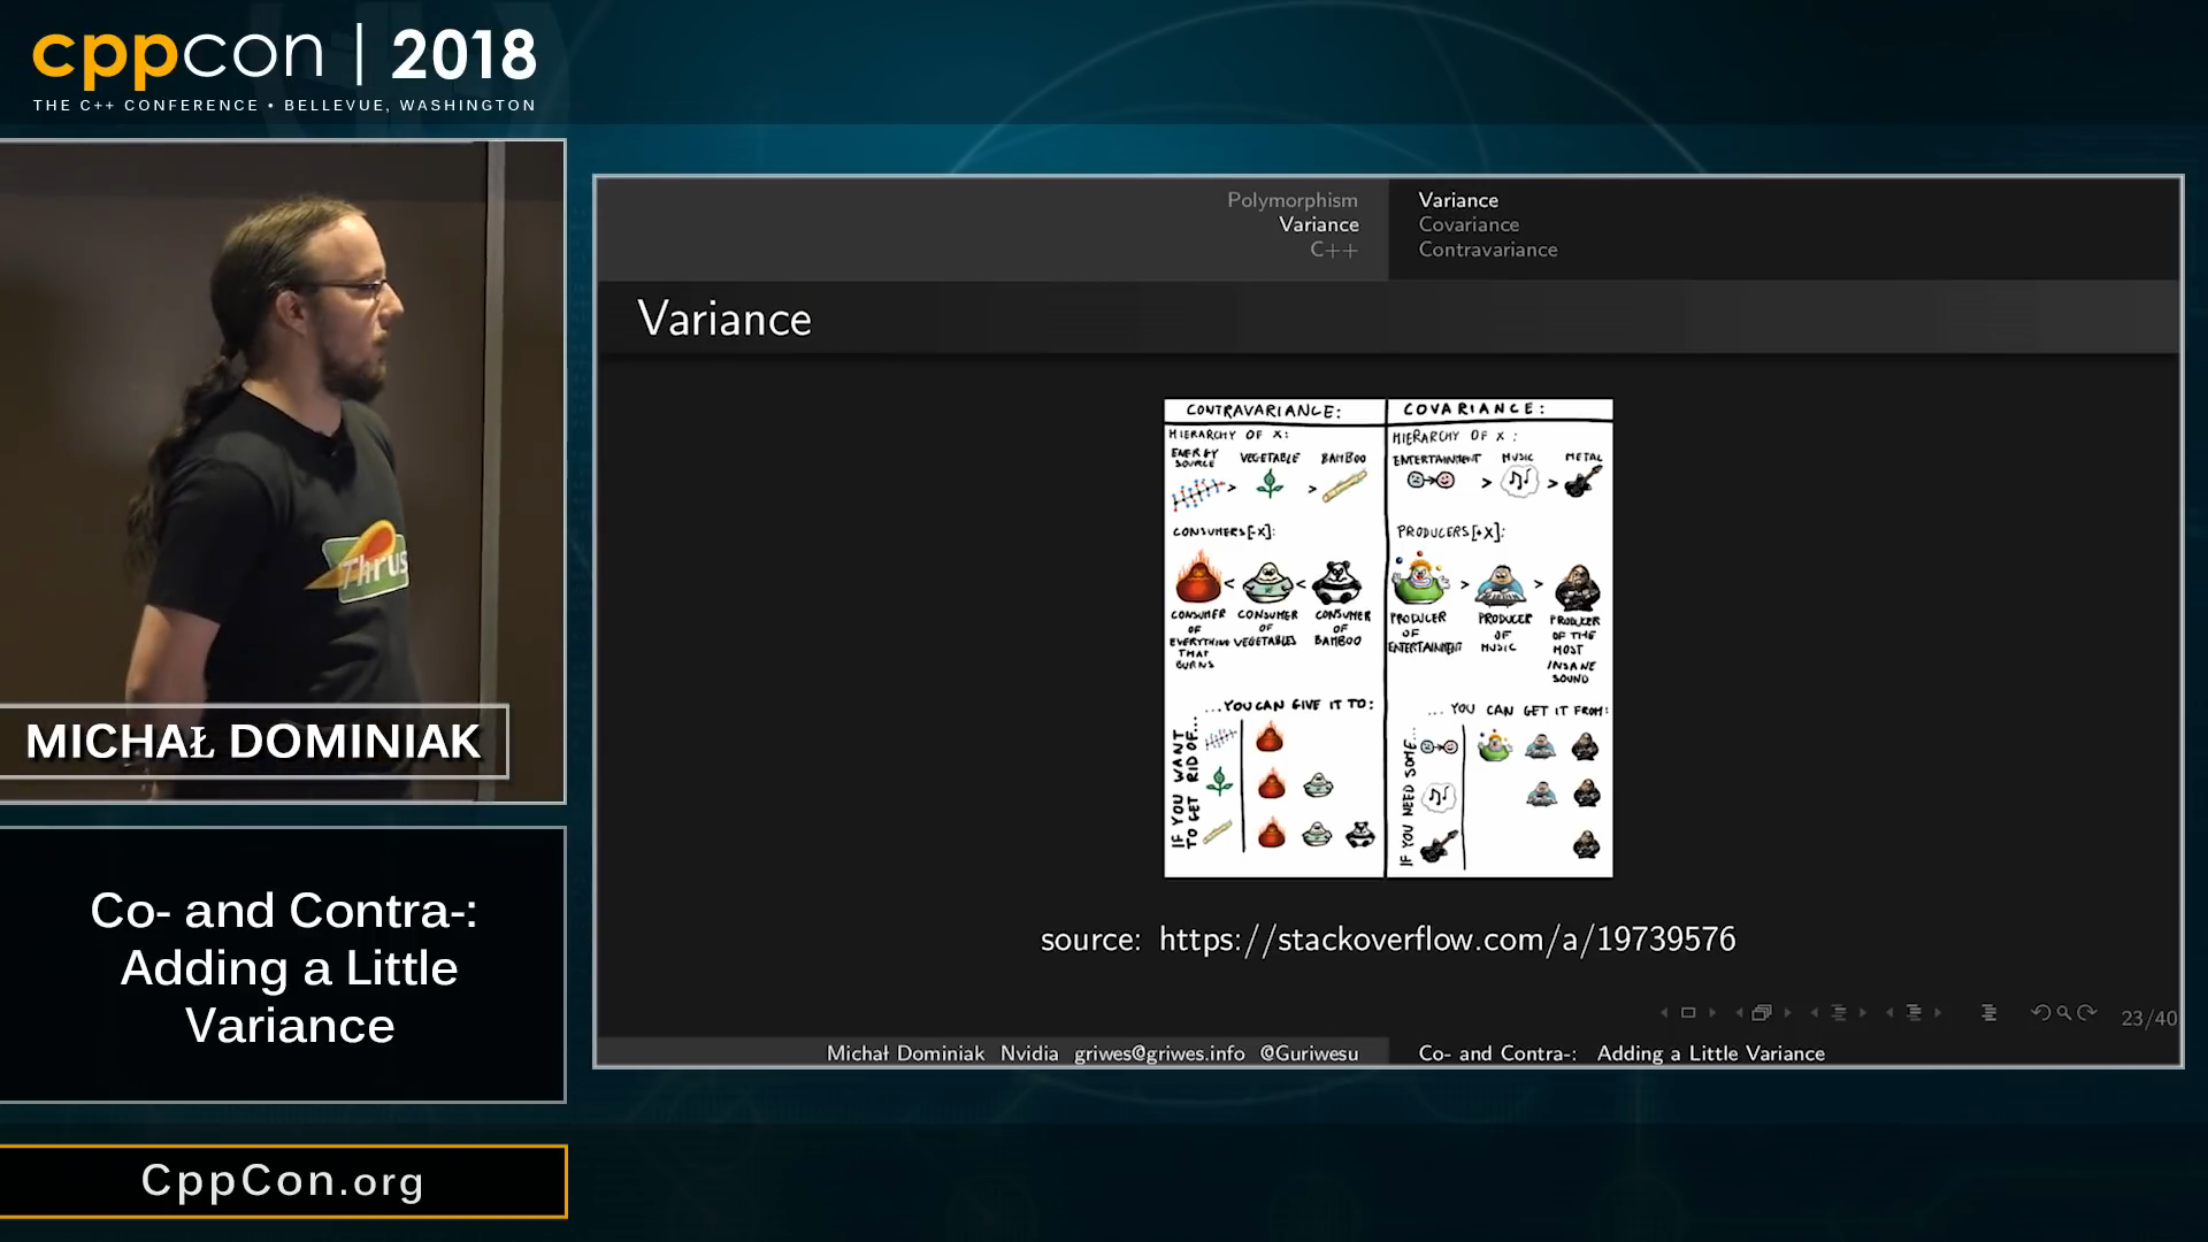 cppcon | 2018
THE C++ CONFERENCE • BELLEVUE, WASHINGTON
Thrus
MICHAŁ DOMINIAK
Co- and Contra-:
Adding a Little
Variance
CppCon.org
Polymorphism
Variance
C++
Variance
Covariance
Contravariance
Variance
CONTRAVARIANCE:
HIERARCHY OF X:
ENERGY
SOURCE
VEGETABLE
BAMBOO
> >
CONSUMERS[-X]:
< <
CONSUMER
OF
EVERYTHING
THAT
BURNS
CONSUMER
OF
VEGETABLES
CONSUMER
OF
BAMBOO
...YOU CAN GIVE IT TO:
IF YOU WANT
TO GET RID OF...
COVARIANCE:
HIERARCHY OF X:
ENTERTAINMENT
MUSIC
METAL
> >
PRODUCERS[+X]:
> >
PRODUCER
OF
ENTERTAINMENT
PRODUCER
OF
MUSIC
PRODUCER
OF THE
MOST
INSANE
SOUND
... YOU CAN GET IT FROM:
IF YOU NEED SOME...
source: https://stackoverflow.com/a/19739576
23/40
Michał Dominiak Nvidia griwes@griwes.info @Guriwesu
Co- and Contra-: Adding a Little Variance